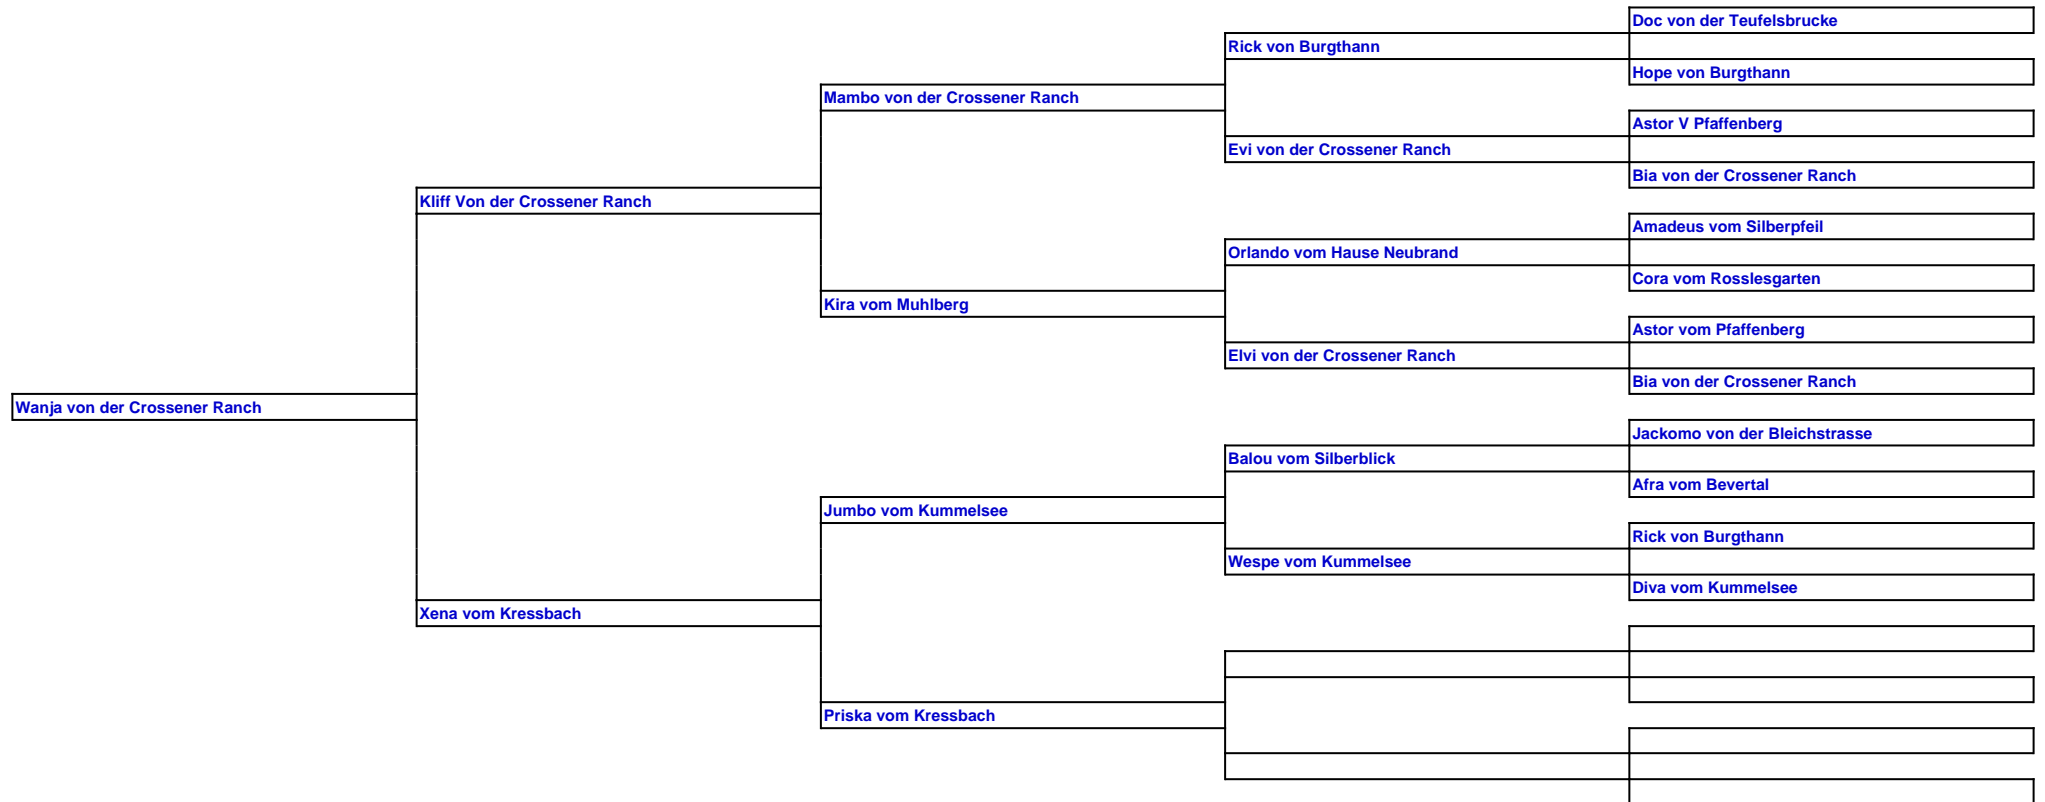 Doc von der Teufelsbrucke
Rick von Burgthann
Hope von Burgthann
Mambo von der Crossener Ranch
Astor V Pfaffenberg
Evi von der Crossener Ranch
Bia von der Crossener Ranch
Kliff Von der Crossener Ranch
Amadeus vom Silberpfeil
Orlando vom Hause Neubrand
Cora vom Rosslesgarten
Kira vom Muhlberg
Astor vom Pfaffenberg
Elvi von der Crossener Ranch
Bia von der Crossener Ranch
Wanja von der Crossener Ranch
Jackomo von der Bleichstrasse
Balou vom Silberblick
Afra vom Bevertal
Jumbo vom Kummelsee
Rick von Burgthann
Wespe vom Kummelsee
Diva vom Kummelsee
Xena vom Kressbach
Priska vom Kressbach